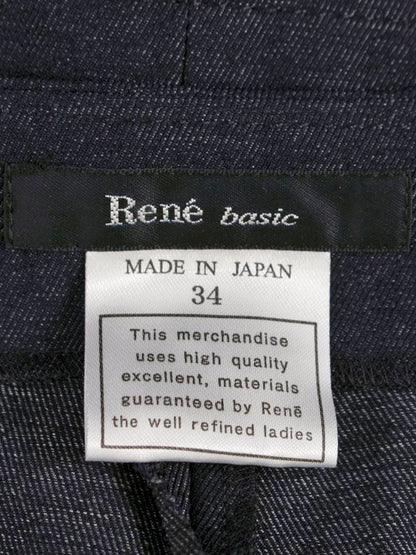 René basic
MADE IN JAPAN
34
This merchandise
uses high quality
excellent, materials
guaranteed by Renē
the well refined ladies